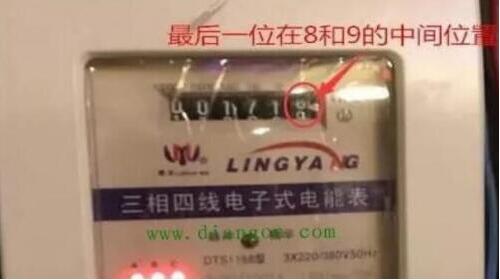 最后一位在8和9的中间位置
LINGYANG
三相四线电子式电能表
www.diangon.com
DTS1168型 3X220/380V50Hz
A B C